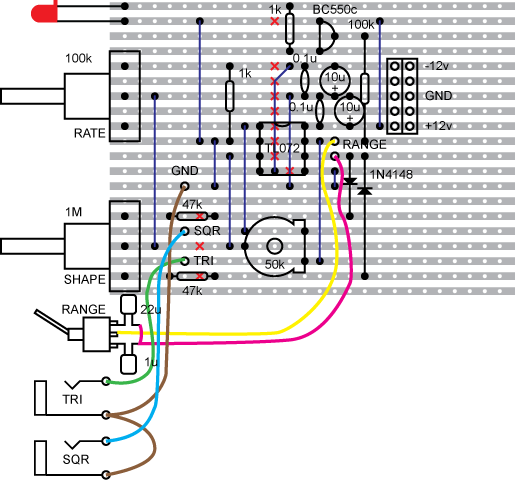 1k
BC550c
100k
100k
0.1u
-12v
1k
10u
+
GND
0.1u
10u
+
RATE
+12v
TL072
RANGE
GND
1N4148
1M
47k
SQR
TRI
50k
SHAPE
47k
RANGE
22u
1u
TRI
SQR